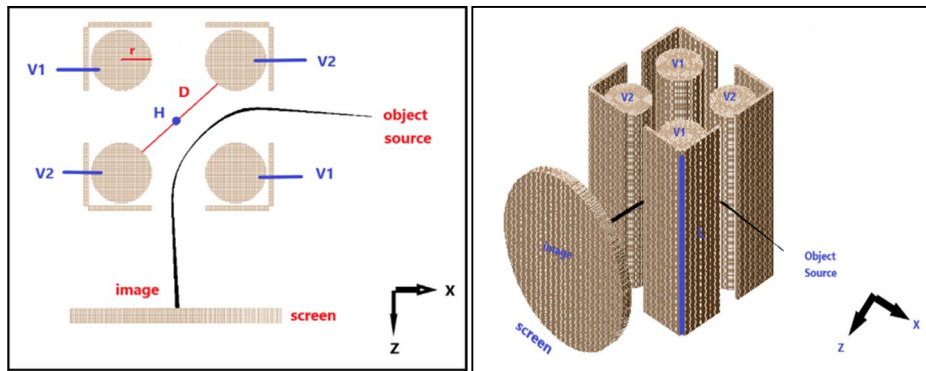 r
V1
V2
D
H
object
source
V2
V1
image
screen
X
Z
V1
V2
V2
V1
L
image
Object
Source
screen
X
Z